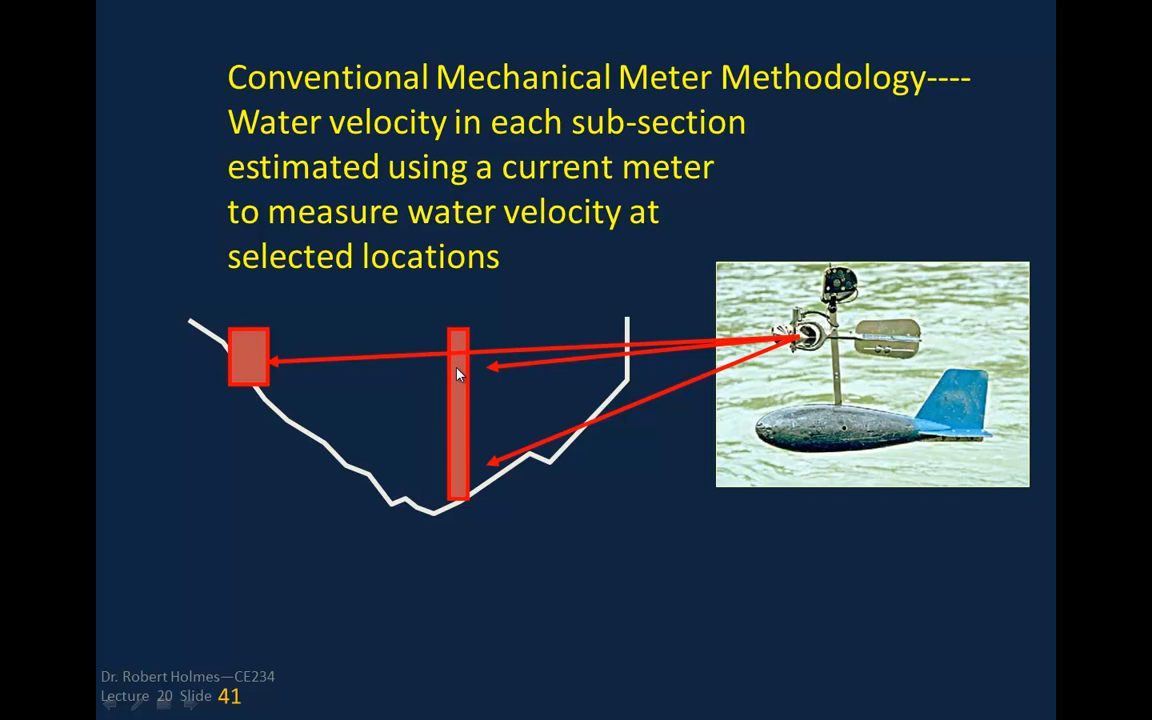 Conventional Mechanical Meter Methodology----
Water velocity in each sub-section
estimated using a current meter
to measure water velocity at
selected locations
Dr. Robert Holmes—CE234
Lecture 20 Slide 41